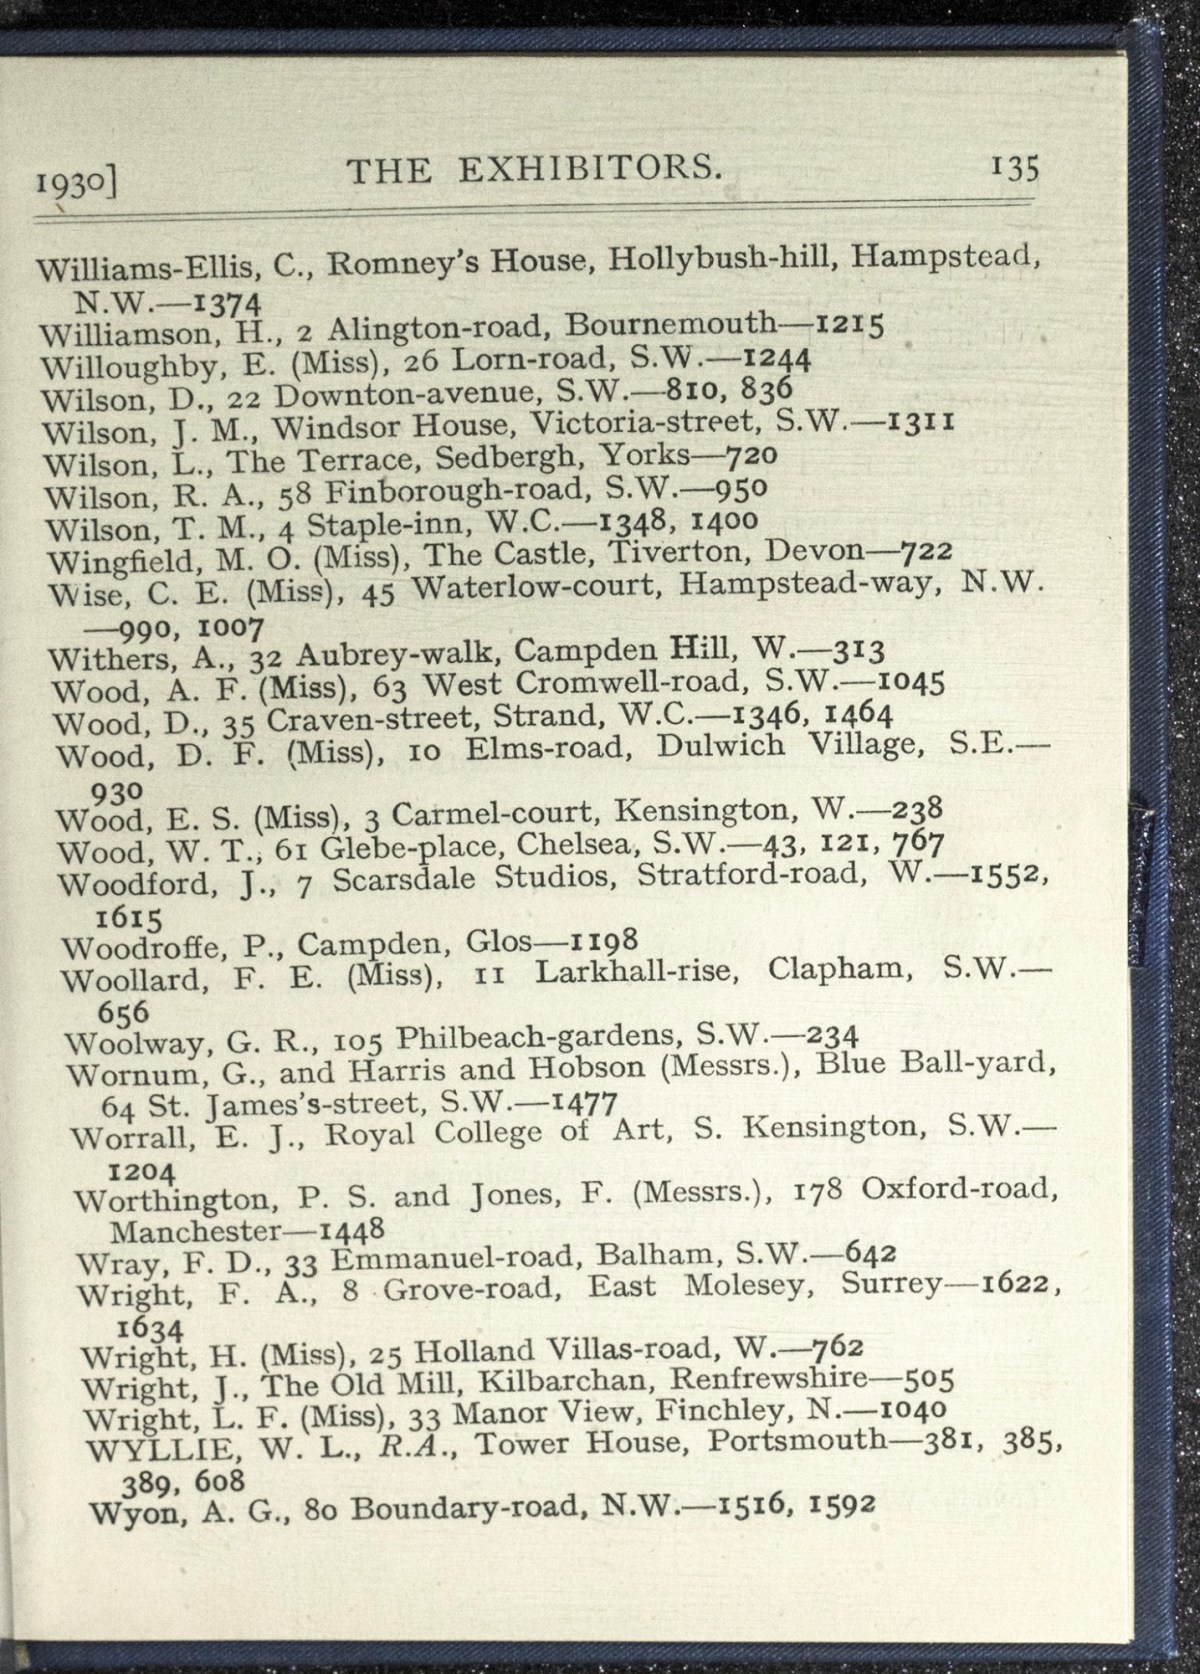 1930] THE EXHIBITORS. 135
Williams-Ellis, C., Romney's House, Hollybush-hill, Hampstead,
N.W.—1374
Williamson, H., 2 Alington-road, Bournemouth—1215
Willoughby, E. (Miss), 26 Lorn-road, S.W.—1244
Wilson, D., 22 Downton-avenue, S.W.—810, 836
Wilson, J. M., Windsor House, Victoria-street, S.W.—1311
Wilson, L., The Terrace, Sedbergh, Yorks—720
Wilson, R. A., 58 Finborough-road, S.W.—950
Wilson, T. M., 4 Staple-inn, W.C.—1348, 1400
Wingfield, M. O. (Miss), The Castle, Tiverton, Devon—722
Wise, C. E. (Miss), 45 Waterlow-court, Hampstead-way, N.W.
—990, 1007
Withers, A., 32 Aubrey-walk, Campden Hill, W.—313
Wood, A. F. (Miss), 63 West Cromwell-road, S.W.—1045
Wood, D., 35 Craven-street, Strand, W.C.—1346, 1464
Wood, D. F. (Miss), 10 Elms-road, Dulwich Village, S.E.—
930
Wood, E. S. (Miss), 3 Carmel-court, Kensington, W.—238
Wood, W. T., 61 Glebe-place, Chelsea, S.W.—43, 121, 767
Woodford, J., 7 Scarsdale Studios, Stratford-road, W.—1552,
1615
Woodroffe, P., Campden, Glos—1198
Woollard, F. E. (Miss), 11 Larkhall-rise, Clapham, S.W.—
656
Woolway, G. R., 105 Philbeach-gardens, S.W.—234
Wornum, G., and Harris and Hobson (Messrs.), Blue Ball-yard,
64 St. James's-street, S.W.—1477
Worrall, E. J., Royal College of Art, S. Kensington, S.W.—
1204
Worthington, P. S. and Jones, F. (Messrs.), 178 Oxford-road,
Manchester—1448
Wray, F. D., 33 Emmanuel-road, Balham, S.W.—642
Wright, F. A., 8 Grove-road, East Molesey, Surrey—1622,
1634
Wright, H. (Miss), 25 Holland Villas-road, W.—762
Wright, J., The Old Mill, Kilbarchan, Renfrewshire—505
Wright, L. F. (Miss), 33 Manor View, Finchley, N.—1040
WYLLIE, W. L., R.A., Tower House, Portsmouth—381, 385,
389, 608
Wyon, A. G., 80 Boundary-road, N.W.—1516, 1592